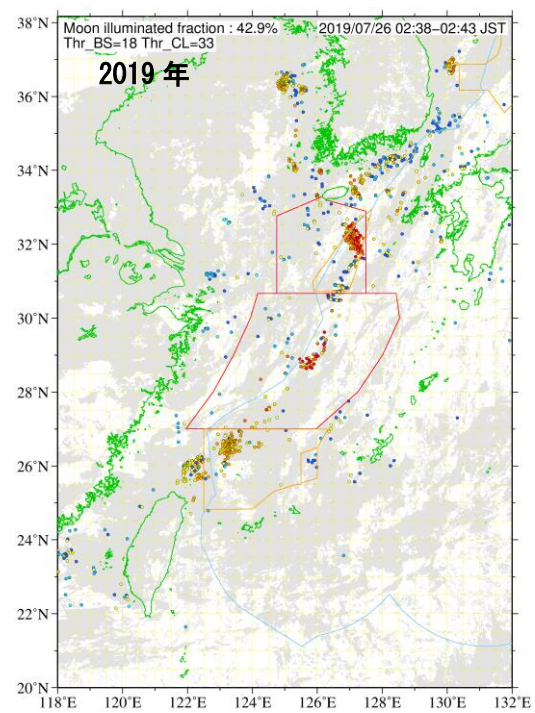 38°N
Moon illuminated fraction : 42.9% 2019/07/26 02:38−02:43 JST
Thr_BS=18 Thr_CL=33
2019 年
36°N
34°N
32°N
30°N
28°N
26°N
24°N
22°N
20°N
118°E 120°E 122°E 124°E 126°E 128°E 130°E 132°E